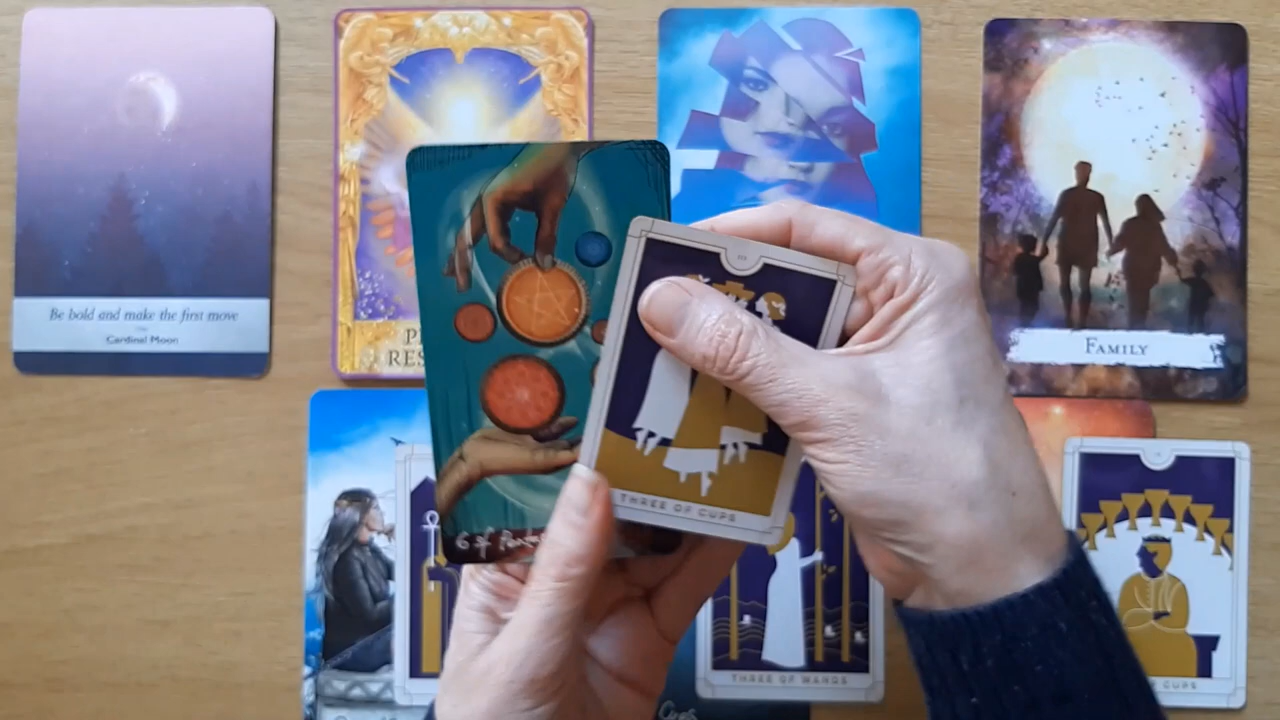 Be bold and make the first move
Cardinal Moon
FAMILY
6 of
III
THREE OF CUPS
THREE OF WANDS
CUPS